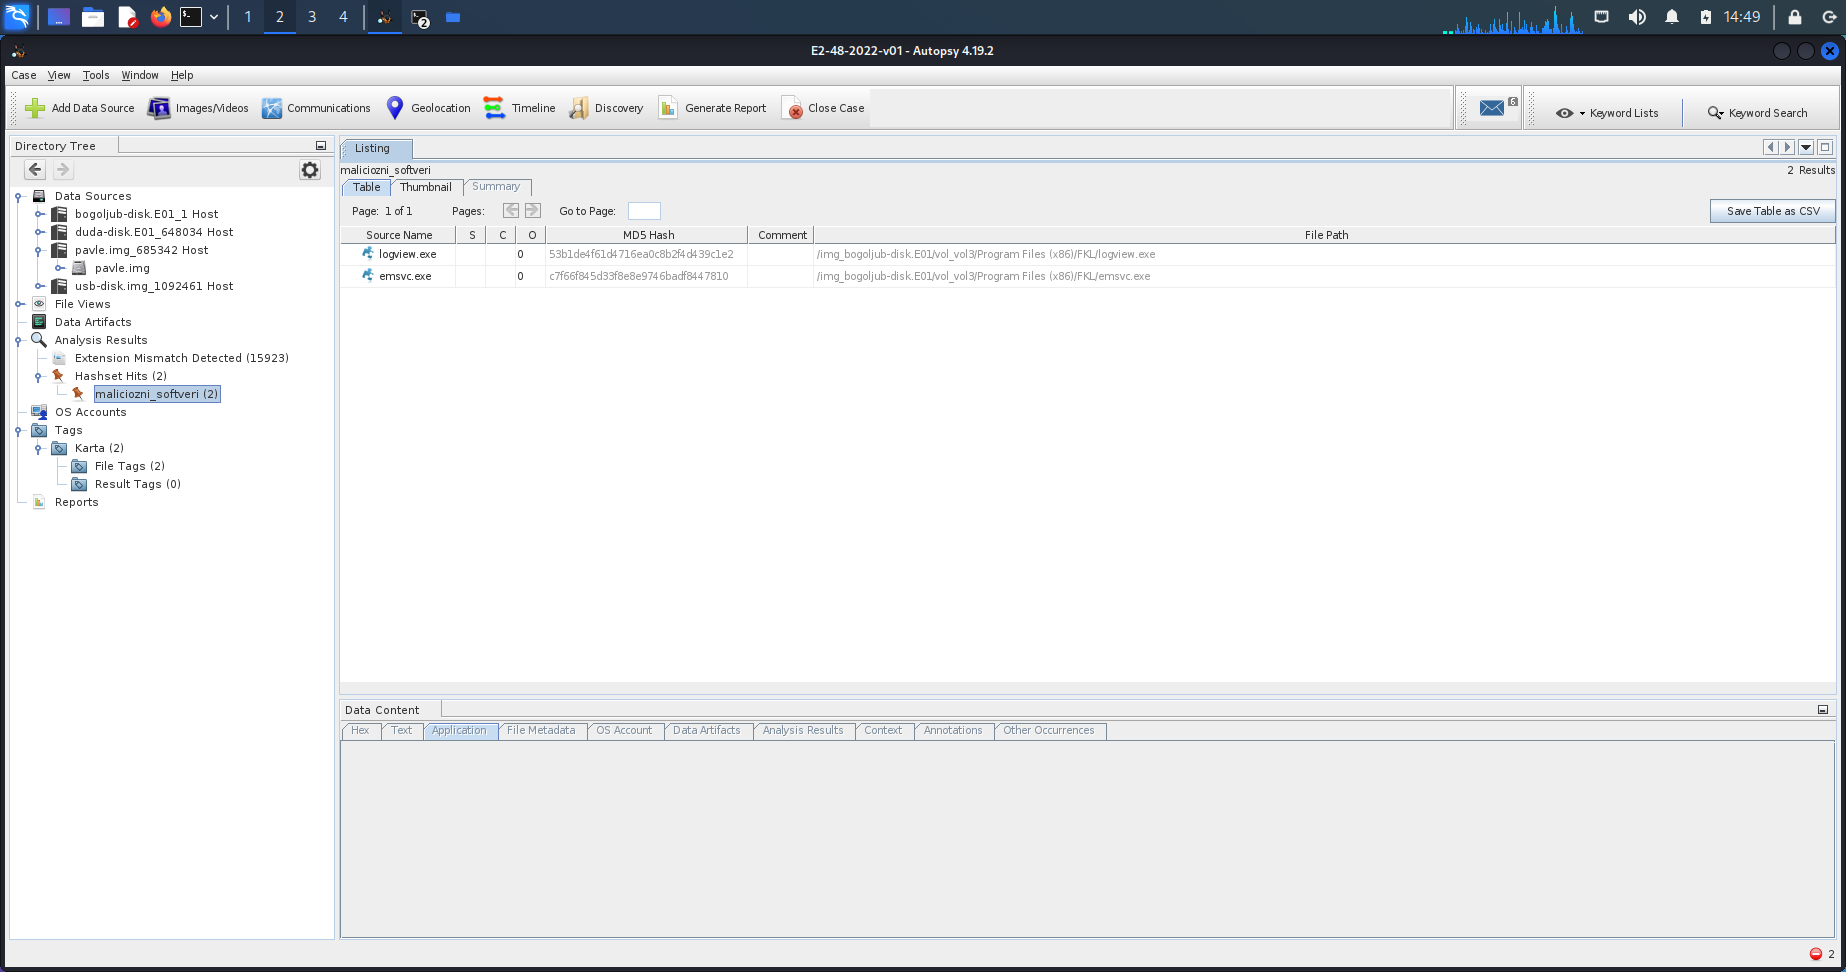 1 2 3 4 2 14:49
E2-48-2022-v01 - Autopsy 4.19.2
Case View Tools Window Help
Add Data Source Images/Videos Communications Geolocation Timeline Discovery Generate Report Close Case 6 Keyword Lists Keyword Search
Directory Tree
Data Sources
bogoljub-disk.E01_1 Host
duda-disk.E01_648034 Host
pavle.img_685342 Host
pavle.img
usb-disk.img_1092461 Host
File Views
Data Artifacts
Analysis Results
Extension Mismatch Detected (15923)
Hashset Hits (2)
maliciozni_softveri (2)
OS Accounts
Tags
Karta (2)
File Tags (2)
Result Tags (0)
Reports
Listing
maliciozni_softveri 2 Results
Table Thumbnail Summary
Page: 1 of 1 Pages: Go to Page: Save Table as CSV
Source Name S C O MD5 Hash Comment File Path
logview.exe 0 53b1de4f61d4716ea0c8b2f4d439c1e2 /img_bogoljub-disk.E01/vol_vol3/Program Files (x86)/FKL/logview.exe
emsvc.exe 0 c7f66f845d33f8e8e9746badf8447810 /img_bogoljub-disk.E01/vol_vol3/Program Files (x86)/FKL/emsvc.exe
Data Content
Hex Text Application File Metadata OS Account Data Artifacts Analysis Results Context Annotations Other Occurrences
2